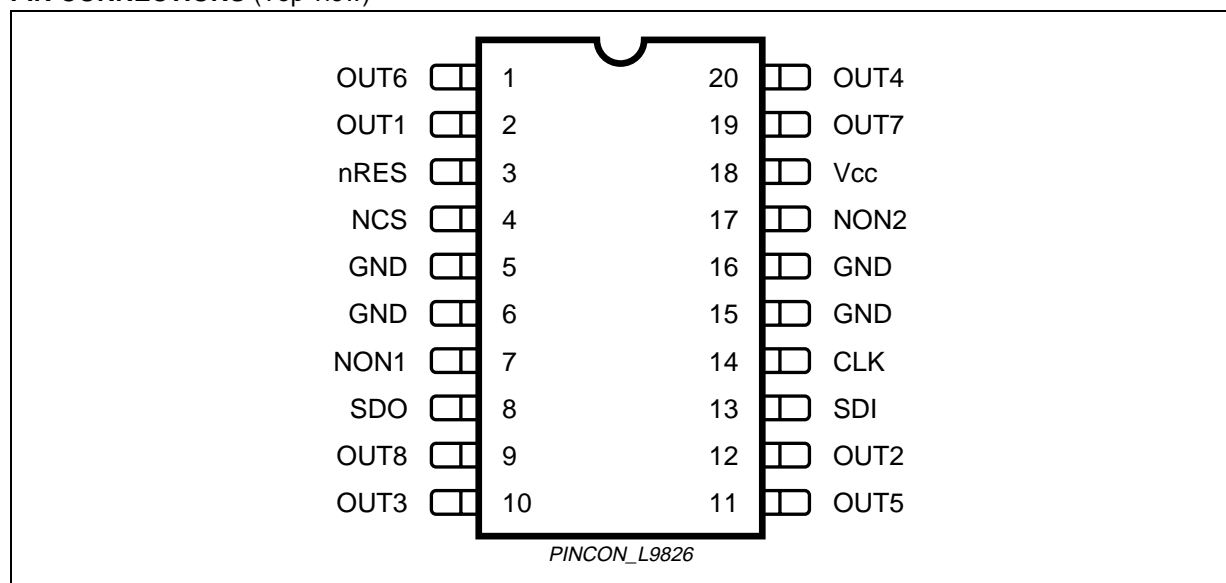 OUT6 1 20 OUT4
OUT1 2 19 OUT7
nRES 3 18 Vcc
NCS 4 17 NON2
GND 5 16 GND
GND 6 15 GND
NON1 7 14 CLK
SDO 8 13 SDI
OUT8 9 12 OUT2
OUT3 10 11 OUT5
PINCON_L9826